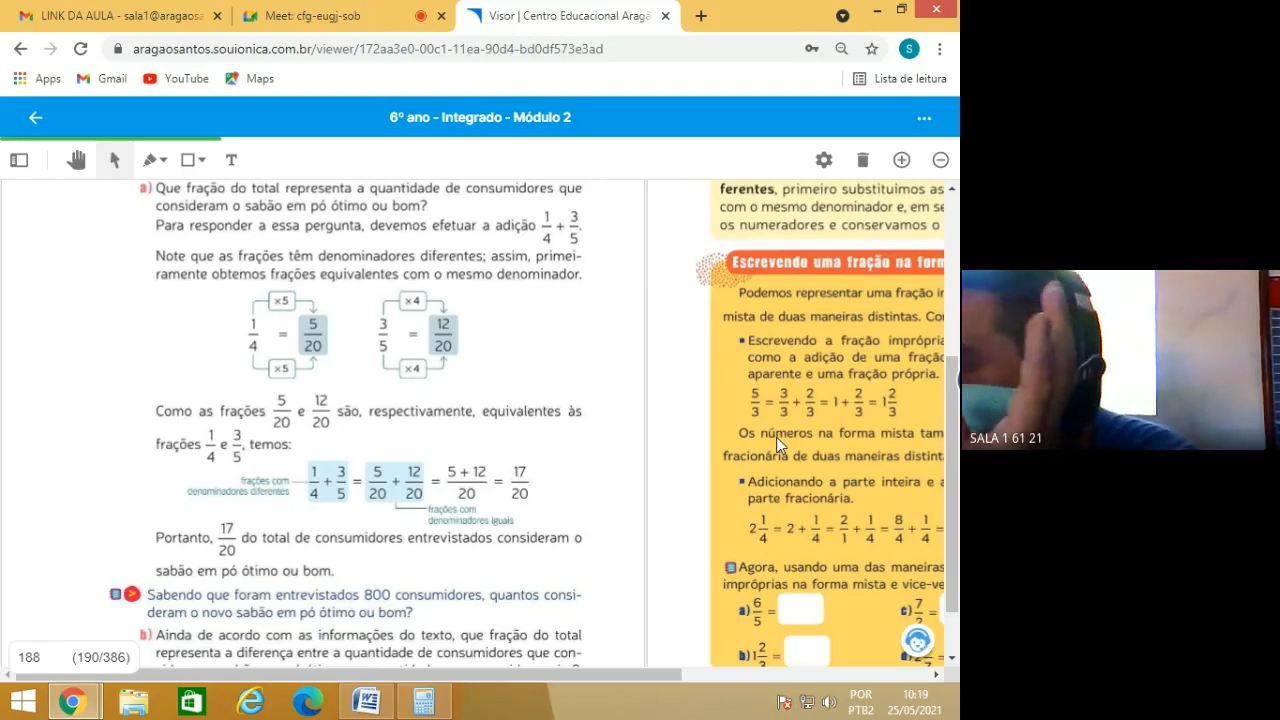 LINK DA AULA - sala1@aragaosa
Meet: cfg-eugj-sob
Visor | Centro Educacional Aragã
aragaosantos.souionica.com.br/viewer/172aa3e0-00c1-11ea-90d4-bd0df573e3ad
S
Apps
Gmail
YouTube
Maps
Lista de leitura
6º ano - Integrado - Módulo 2
T
a) Que fração do total representa a quantidade de consumidores que
consideram o sabão em pó ótimo ou bom?
Para responder a essa pergunta, devemos efetuar a adição 1/4 + 3/5.
Note que as frações têm denominadores diferentes; assim, primei-
ramente obtemos frações equivalentes com o mesmo denominador.
×5 ×4
1/4 = 5/20 3/5 = 12/20
×5 ×4
Como as frações 5/20 e 12/20 são, respectivamente, equivalentes às
frações 1/4 e 3/5, temos:
frações com
denominadores diferentes
1/4 + 3/5 = 5/20 + 12/20 = 5 + 12/20 = 17/20
frações com
denominadores iguais
Portanto, 17/20 do total de consumidores entrevistados consideram o
sabão em pó ótimo ou bom.
Sabendo que foram entrevistados 800 consumidores, quantos consi-
deram o novo sabão em pó ótimo ou bom?
b) Ainda de acordo com as informações do texto, que fração do total
representa a diferença entre a quantidade de consumidores que con-
188 (190/386)
ferentes, primeiro substituímos as
com o mesmo denominador e, em se
os numeradores e conservamos o
Escrevendo uma fração na form
Podemos representar uma fração in
mista de duas maneiras distintas. Co
Escrevendo a fração imprópria
como a adição de uma fração
aparente e uma fração própria.
5/3 = 3/3 + 2/3 = 1 + 2/3 = 1 2/3
Os números na forma mista tam
fracionária de duas maneiras distint
Adicionando a parte inteira e a
parte fracionária.
2 1/4 = 2 + 1/4 = 2/1 + 1/4 = 8/4 + 1/4 =
Agora, usando uma das maneiras
impróprias na forma mista e vice-ve
a) 6/5 =
c) 7/
b) 1 2/3 =
SALA 1 61 21
POR
PTB2
10:19
25/05/2021